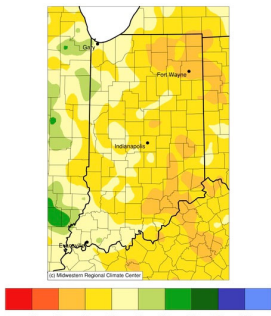 Gary
Fort Wayne
Indianapolis
Evansville
(c) Midwestern Regional Climate Center